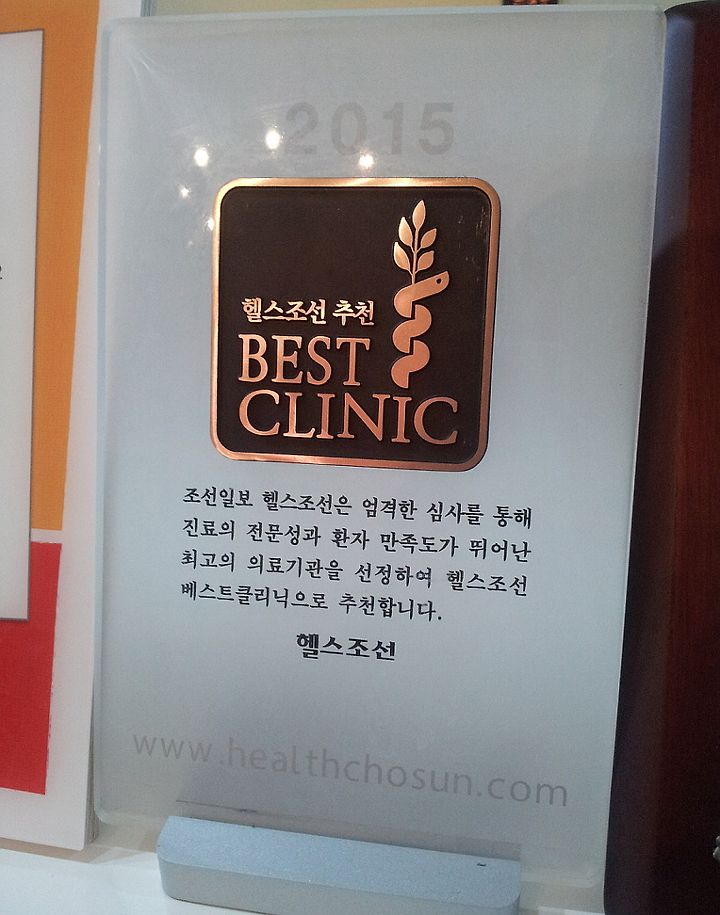 2015
헬스조선 추천
BEST
CLINIC
조선일보 헬스조선은 엄격한 심사를 통해
진료의 전문성과 환자 만족도가 뛰어난
최고의 의료기관을 선정하여 헬스조선
베스트클리닉으로 추천합니다.
헬스조선
www.healthchosun.com